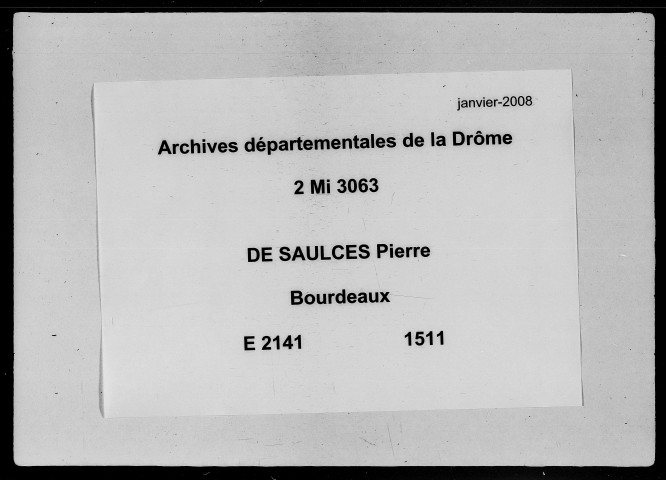 janvier-2008
Archives départementales de la Drôme
2 Mi 3063
DE SAULCES Pierre
Bourdeaux
E 2141 1511